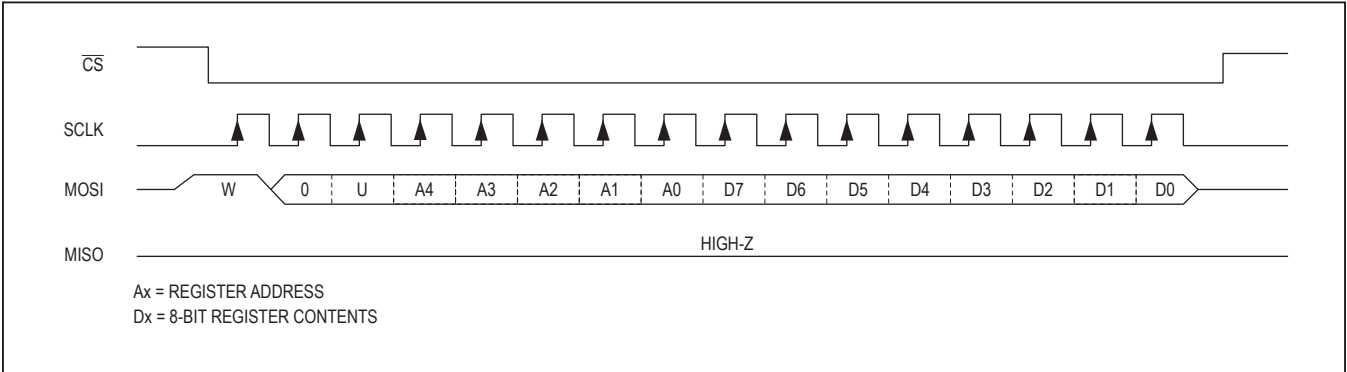 CS
SCLK
MOSI W 0 U A4 A3 A2 A1 A0 D7 D6 D5 D4 D3 D2 D1 D0
MISO HIGH-Z
Ax = REGISTER ADDRESS
Dx = 8-BIT REGISTER CONTENTS